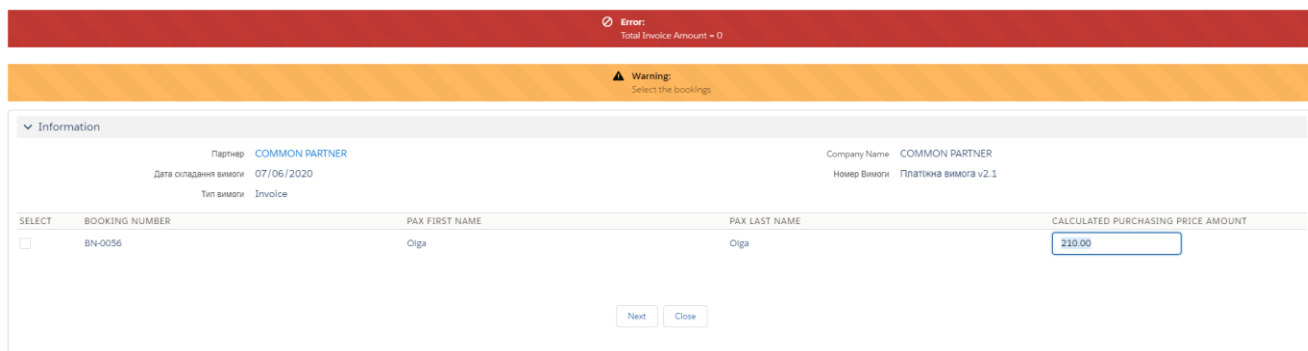 Error:
Total Invoice Amount = 0
Warning:
Select the bookings
Information
Партнер COMMON PARTNER Company Name COMMON PARTNER
Дата складання вимоги 07/06/2020 Номер Вимоги Платіжна вимога v2.1
Тип вимоги Invoice
SELECT BOOKING NUMBER PAX FIRST NAME PAX LAST NAME CALCULATED PURCHASING PRICE AMOUNT
BN-0056 Olga Olga 210.00
Next Close